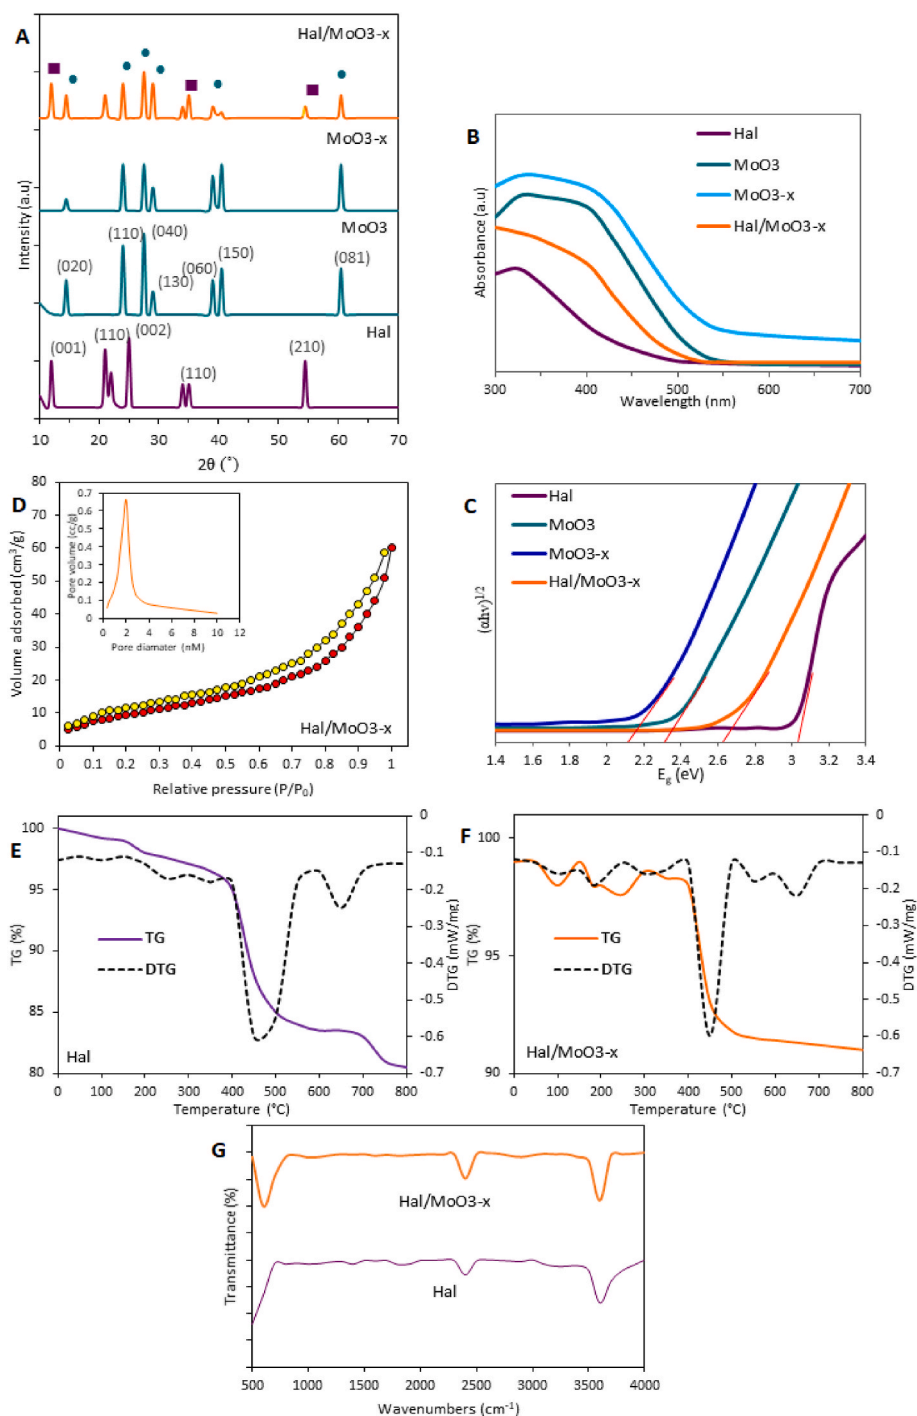 A
Hal/MoO3-x
MoO3-x
MoO3
(110)
(040)
(020)
(130)
(060)
(150)
(081)
Hal
(001)
(110)
(002)
(110)
(210)
Intensity (a.u)
10 20 30 40 50 60 70
2θ (°)
B
Hal
MoO3
MoO3-x
Hal/MoO3-x
Absorbance (a.u)
300 400 500 600 700
Wavelength (nm)
D
80
70
60
50
40
30
20
10
0
Volume adsorbed (cm³/g)
0.7
0.6
0.5
0.4
0.3
0.2
0.1
0
Pore volume (cc/g)
0 2 4 6 8 10 12
Pore diamater (nM)
Hal/MoO3-x
0 0.1 0.2 0.3 0.4 0.5 0.6 0.7 0.8 0.9 1
Relative pressure (P/P₀)
C
Hal
MoO3
MoO3-x
Hal/MoO3-x
(αhν)¹/²
1.4 1.6 1.8 2 2.2 2.4 2.6 2.8 3 3.2 3.4
E_g (eV)
E
100
95
90
85
80
TG (%)
TG
DTG
Hal
0
-0.1
-0.2
-0.3
-0.4
-0.5
-0.6
-0.7
DTG (mW/mg)
0 100 200 300 400 500 600 700 800
Temperature (°C)
F
100
95
90
TG (%)
TG
DTG
Hal/MoO3-x
0
-0.1
-0.2
-0.3
-0.4
-0.5
-0.6
-0.7
DTG (mW/mg)
0 100 200 300 400 500 600 700 800
Temperature (°C)
G
Hal/MoO3-x
Hal
Transmittance (%)
500 1000 1500 2000 2500 3000 3500 4000
Wavenumbers (cm⁻¹)